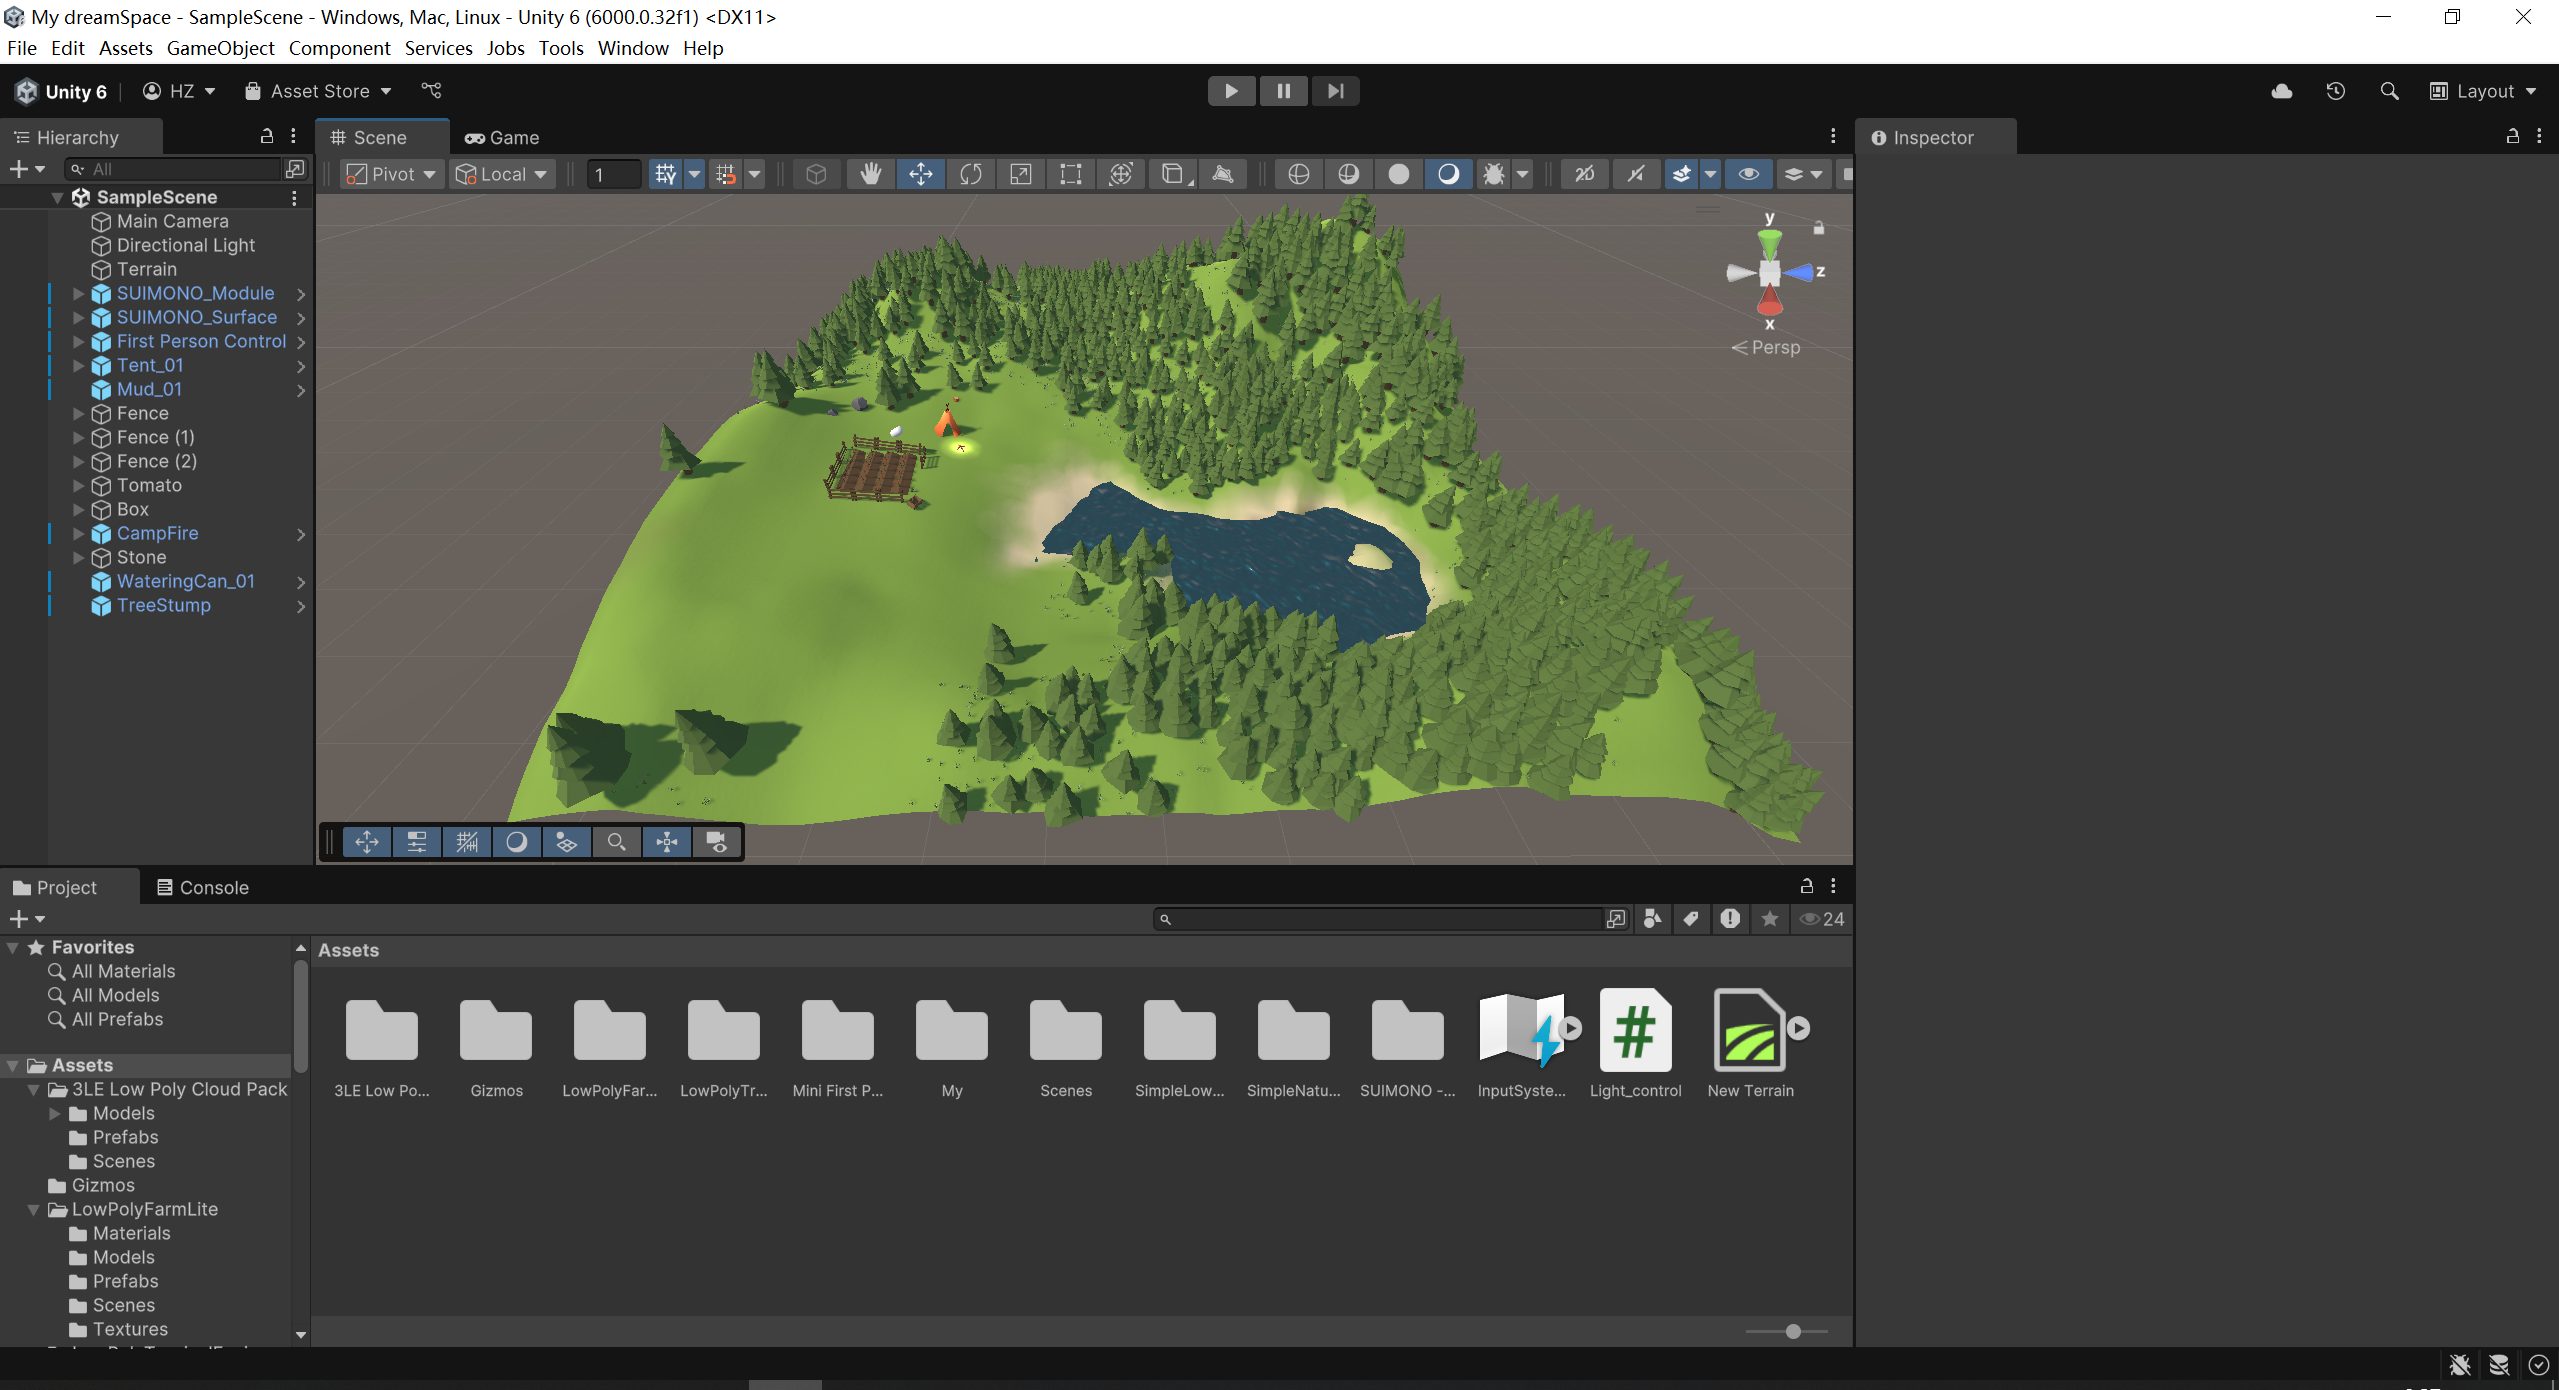 My dreamSpace - SampleScene - Windows, Mac, Linux - Unity 6 (6000.0.32f1) <DX11>
File Edit Assets GameObject Component Services Jobs Tools Window Help
Unity 6 HZ Asset Store Layout
Hierarchy
Scene Game
Inspector
All
Pivot Local 1 2D
SampleScene
Main Camera
Directional Light
Terrain
SUIMONO_Module
SUIMONO_Surface
First Person Control
Tent_01
Mud_01
Fence
Fence (1)
Fence (2)
Tomato
Box
CampFire
Stone
WateringCan_01
TreeStump
y
z
x
Persp
Project Console
24
Favorites
All Materials
All Models
All Prefabs
Assets
3LE Low Poly Cloud Pack
Models
Prefabs
Scenes
Gizmos
LowPolyFarmLite
Materials
Models
Prefabs
Scenes
Textures
Assets
3LE Low Po... Gizmos LowPolyFar... LowPolyTr... Mini First P... My Scenes SimpleLow... SimpleNatu... SUIMONO -... InputSyste... Light_control New Terrain